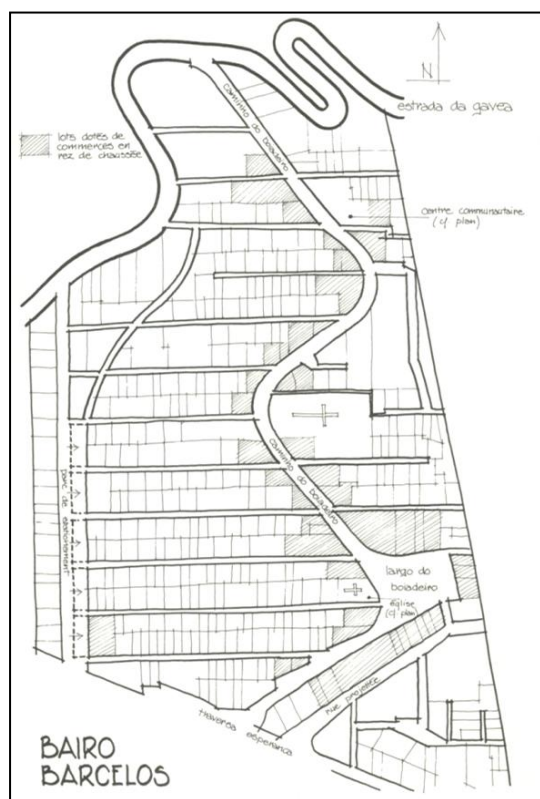 N
estrada da gavea
lots dotés de
commerces en
rez de chaussée
caminho do boiadeiro
centre communautaire
(cf plan)
caminho do boiadeiro
parc de stationnement
largo do
boiadeiro
église
(cf plan)
rue projetée
travessa esperanca
BAIRO
BARCELOS